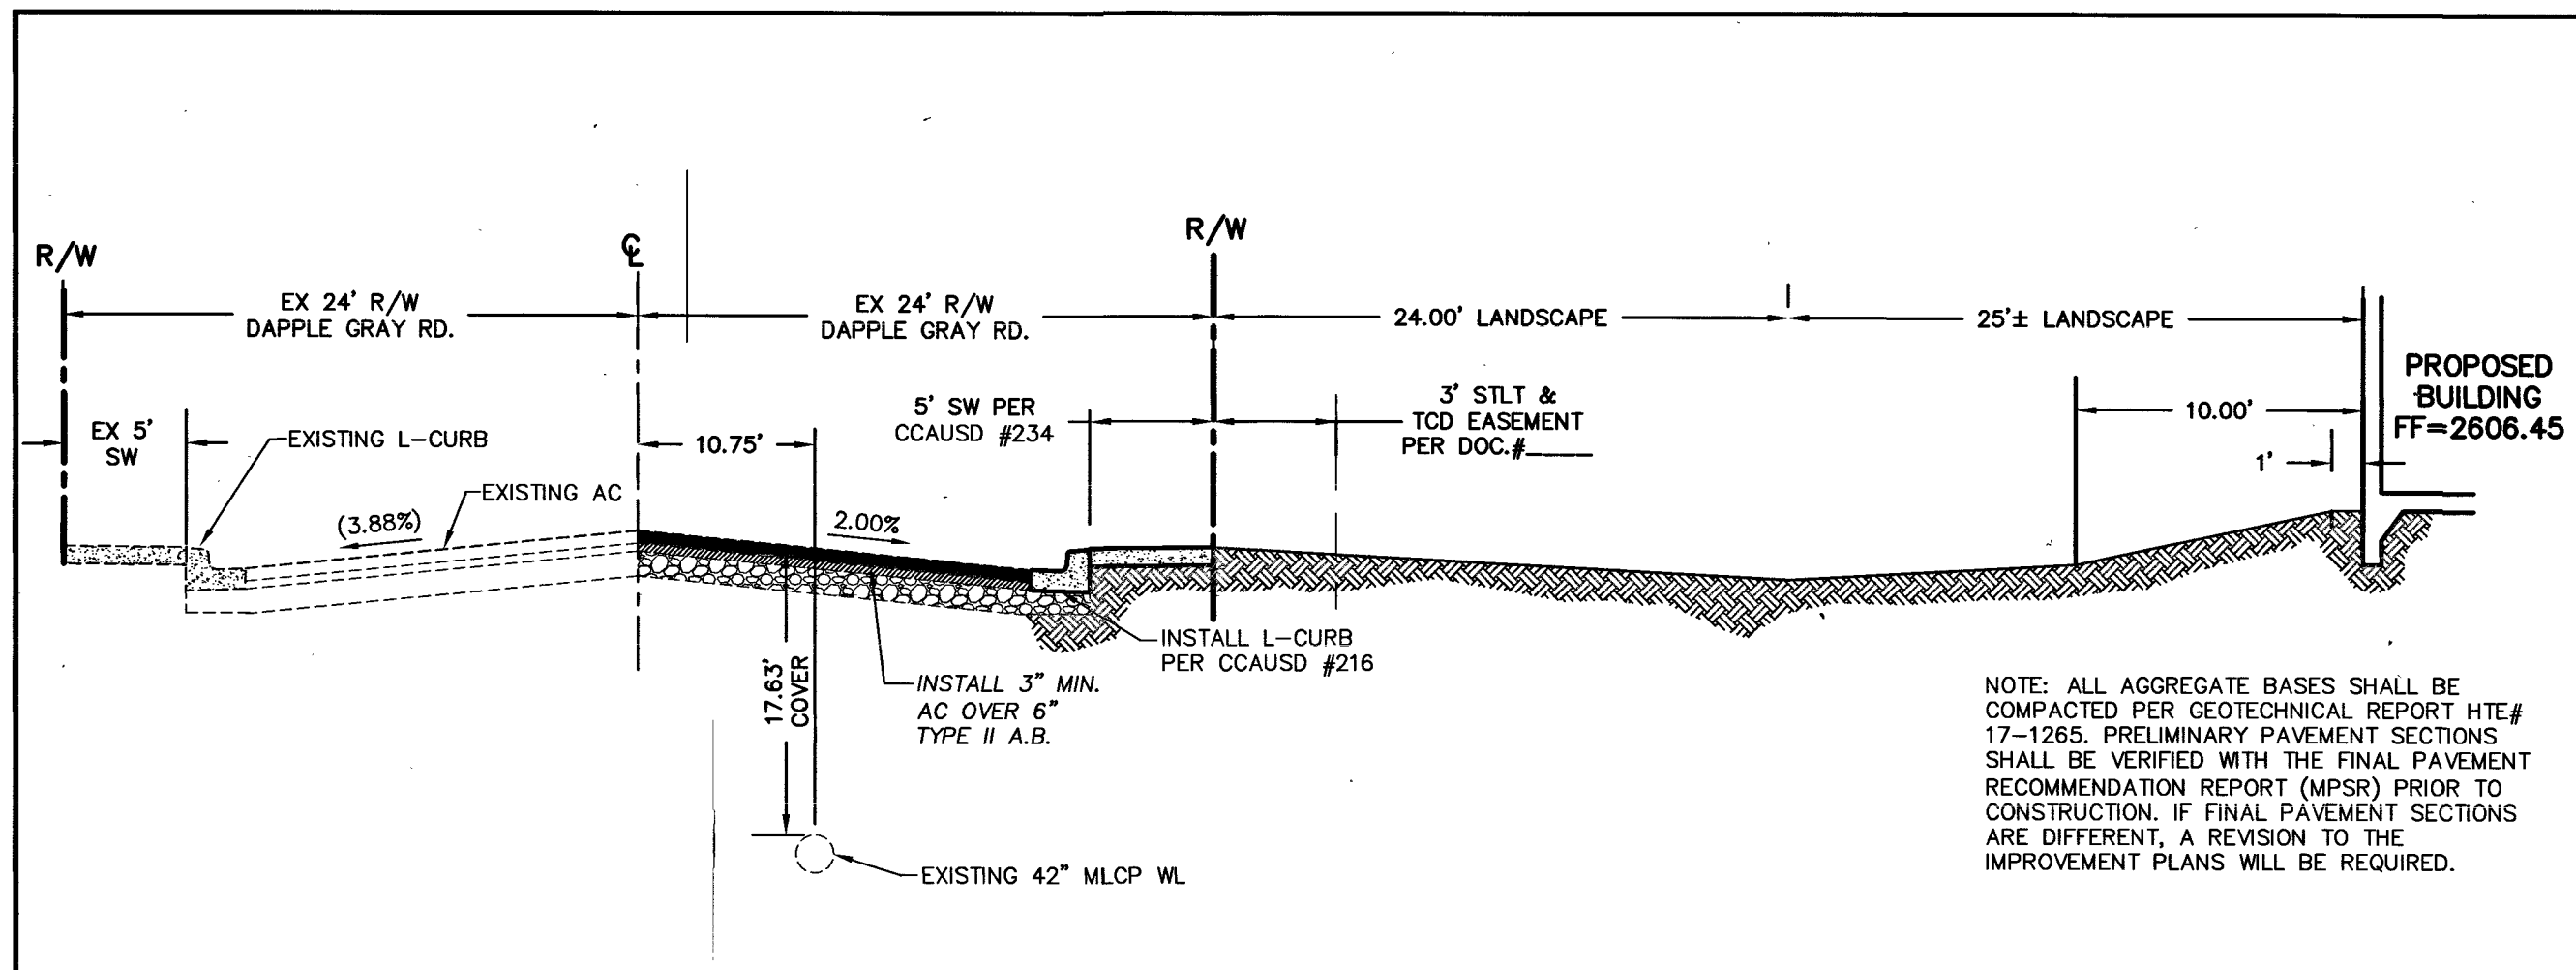 R/W
℄
R/W
EX 24' R/W
DAPPLE GRAY RD.
EX 24' R/W
DAPPLE GRAY RD.
24.00' LANDSCAPE
25'± LANDSCAPE
PROPOSED
BUILDING
FF=2606.45
EX 5'
SW
EXISTING L-CURB
10.75'
5' SW PER
CCAUSD #234
3' STLT &
TCD EASEMENT
PER DOC.#_____
10.00'
1'
EXISTING AC
(3.88%)
2.00%
INSTALL L-CURB
PER CCAUSD #216
17.63'
COVER
INSTALL 3" MIN.
AC OVER 6"
TYPE II A.B.
EXISTING 42" MLCP WL
NOTE: ALL AGGREGATE BASES SHALL BE
COMPACTED PER GEOTECHNICAL REPORT HTE#
17-1265. PRELIMINARY PAVEMENT SECTIONS
SHALL BE VERIFIED WITH THE FINAL PAVEMENT
RECOMMENDATION REPORT (MPSR) PRIOR TO
CONSTRUCTION. IF FINAL PAVEMENT SECTIONS
ARE DIFFERENT, A REVISION TO THE
IMPROVEMENT PLANS WILL BE REQUIRED.